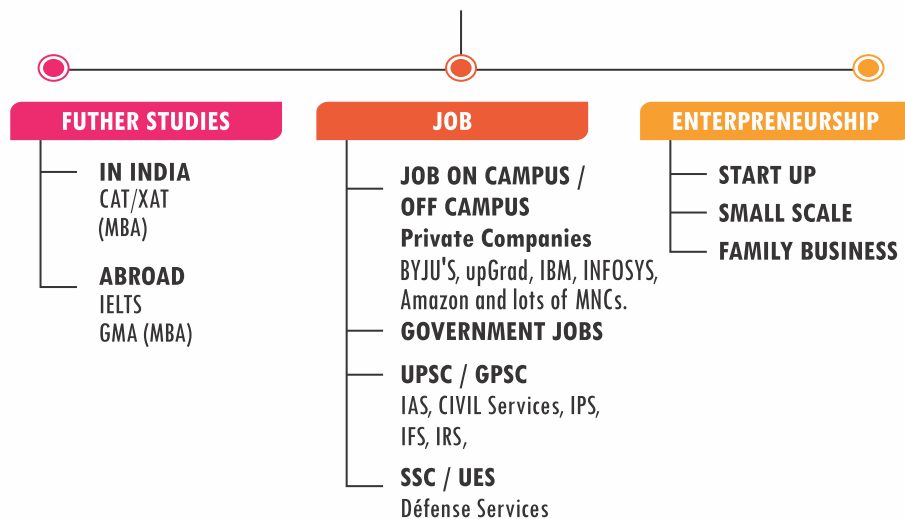 FUTHER STUDIES
IN INDIA
CAT/XAT
(MBA)
ABROAD
IELTS
GMA (MBA)
JOB
JOB ON CAMPUS /
OFF CAMPUS
Private Companies
BYJU'S, upGrad, IBM, INFOSYS,
Amazon and lots of MNCs.
GOVERNMENT JOBS
UPSC / GPSC
IAS, CIVIL Services, IPS,
IFS, IRS,
SSC / UES
Défense Services
ENTERPRENEURSHIP
START UP
SMALL SCALE
FAMILY BUSINESS